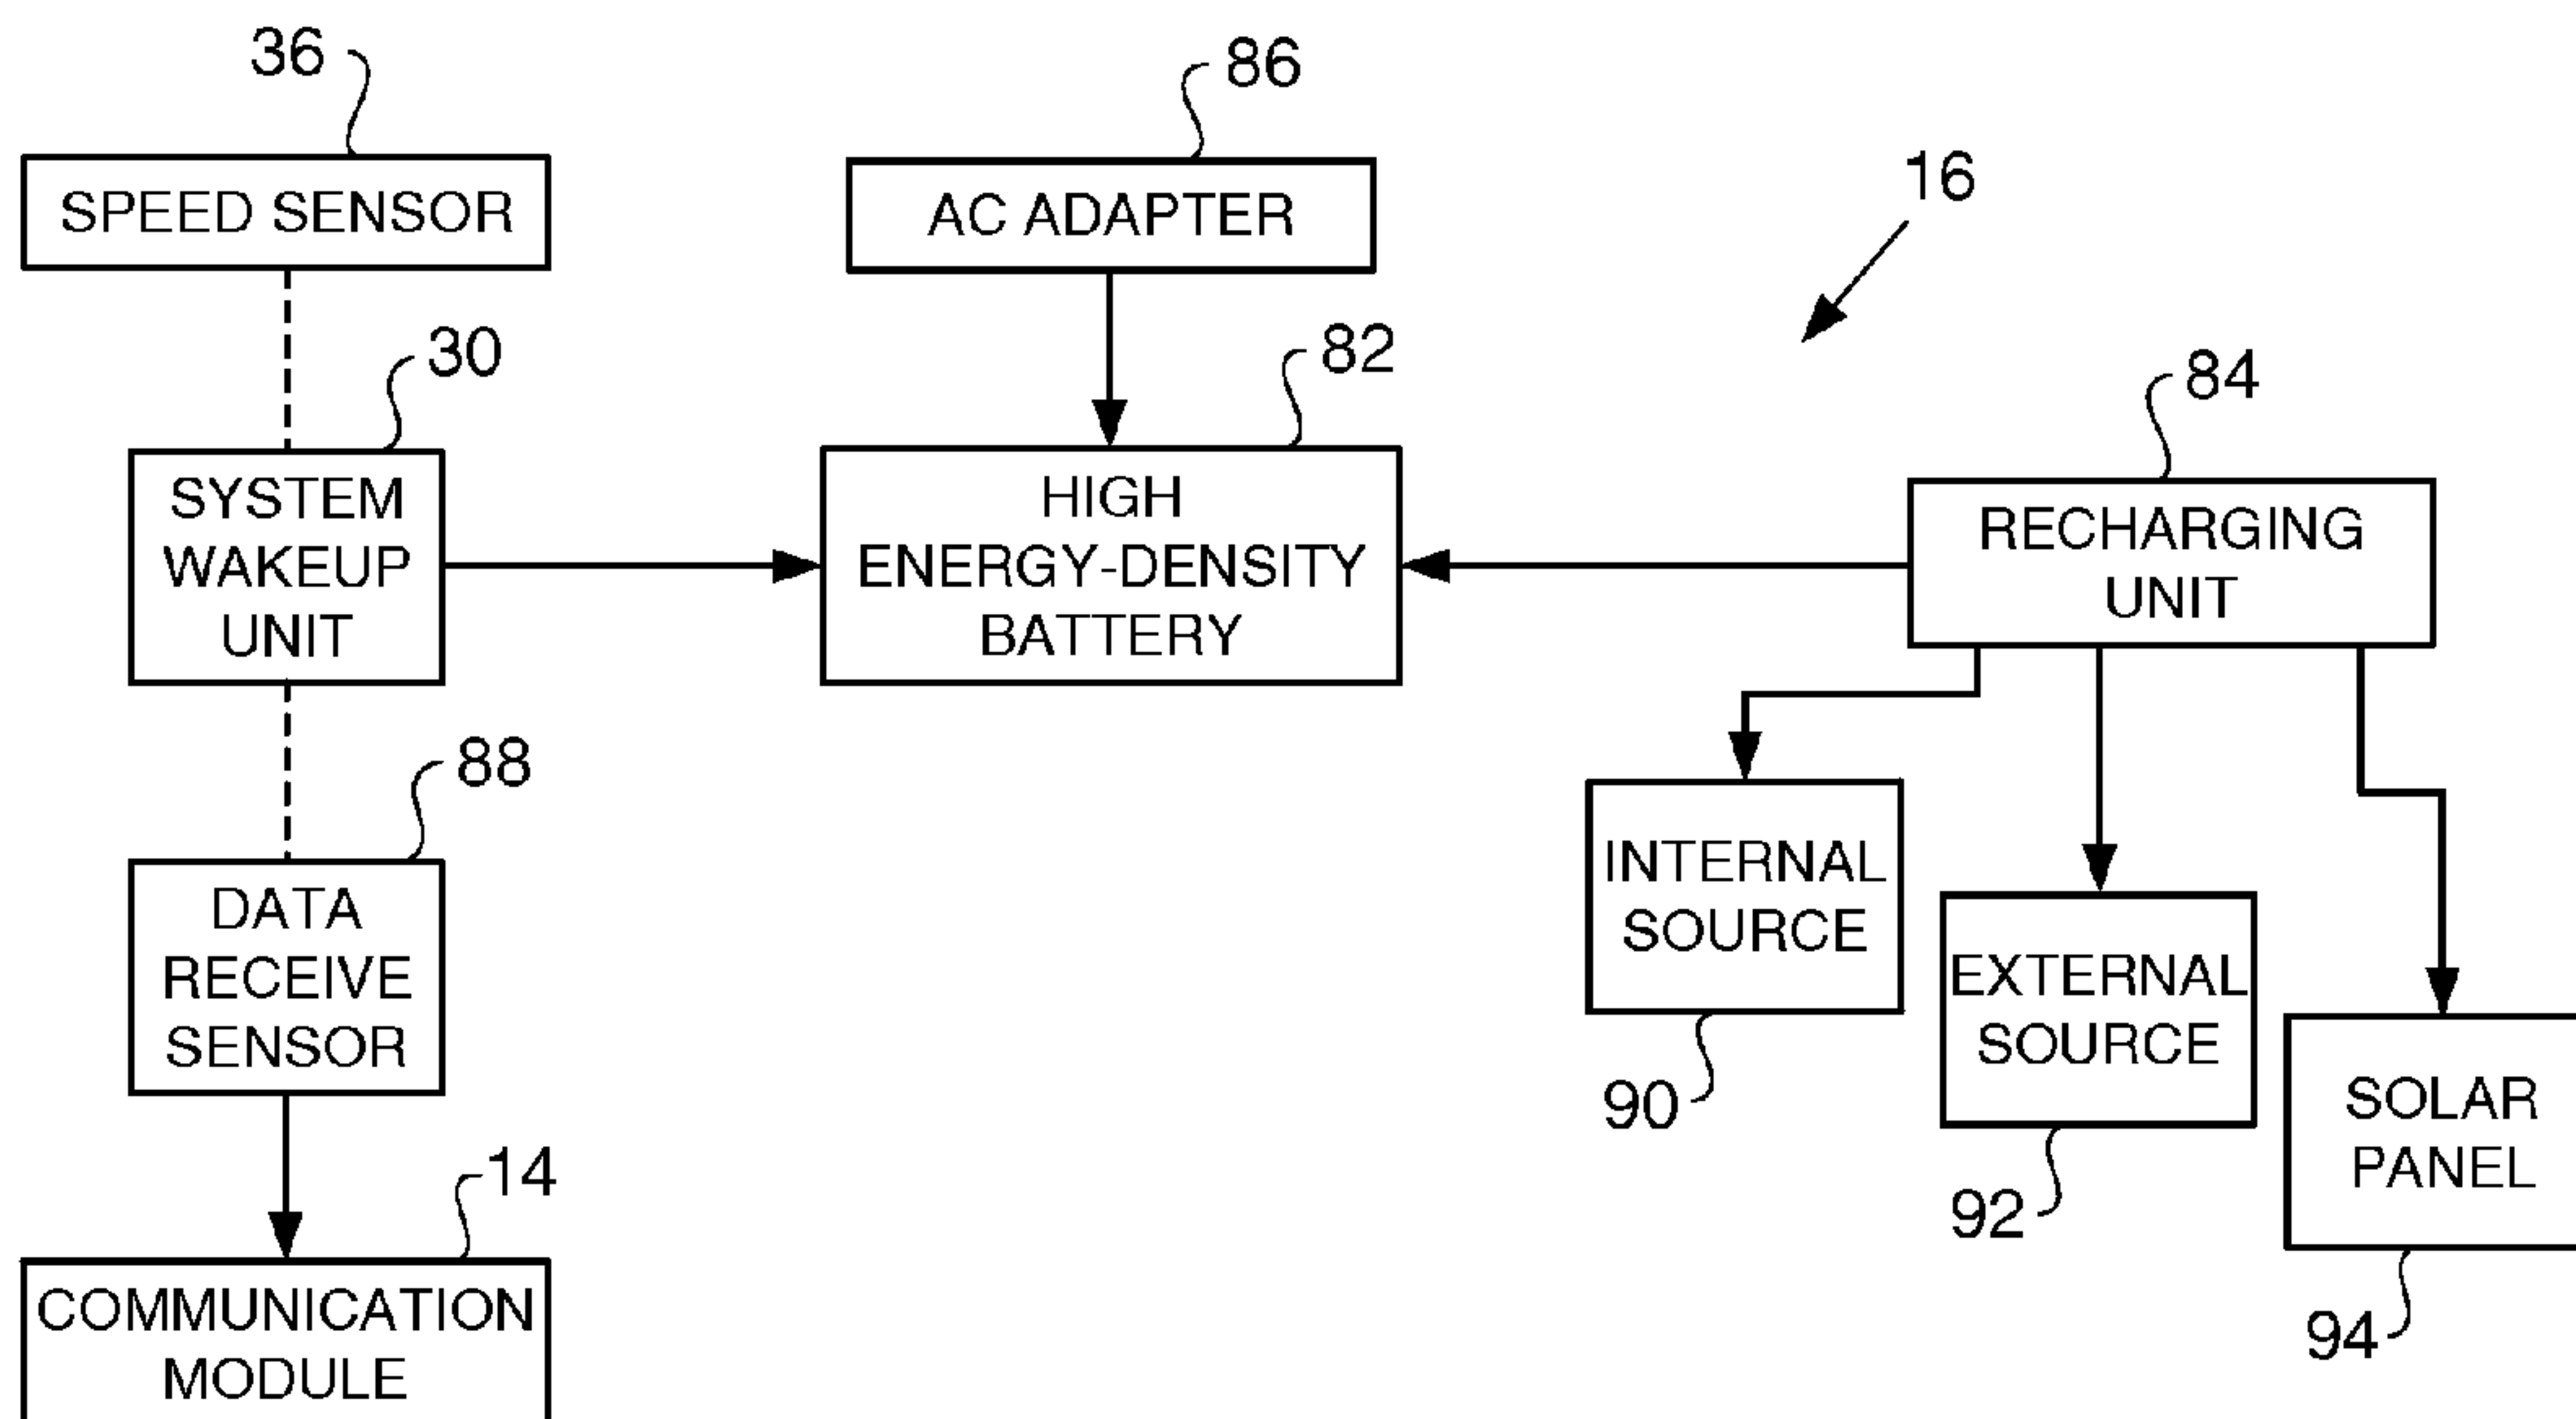 36
SPEED SENSOR
86
AC ADAPTER
16
30
SYSTEM
WAKEUP
UNIT
82
HIGH
ENERGY-DENSITY
BATTERY
84
RECHARGING
UNIT
88
DATA
RECEIVE
SENSOR
14
COMMUNICATION
MODULE
INTERNAL
SOURCE
90
EXTERNAL
SOURCE
92
SOLAR
PANEL
94